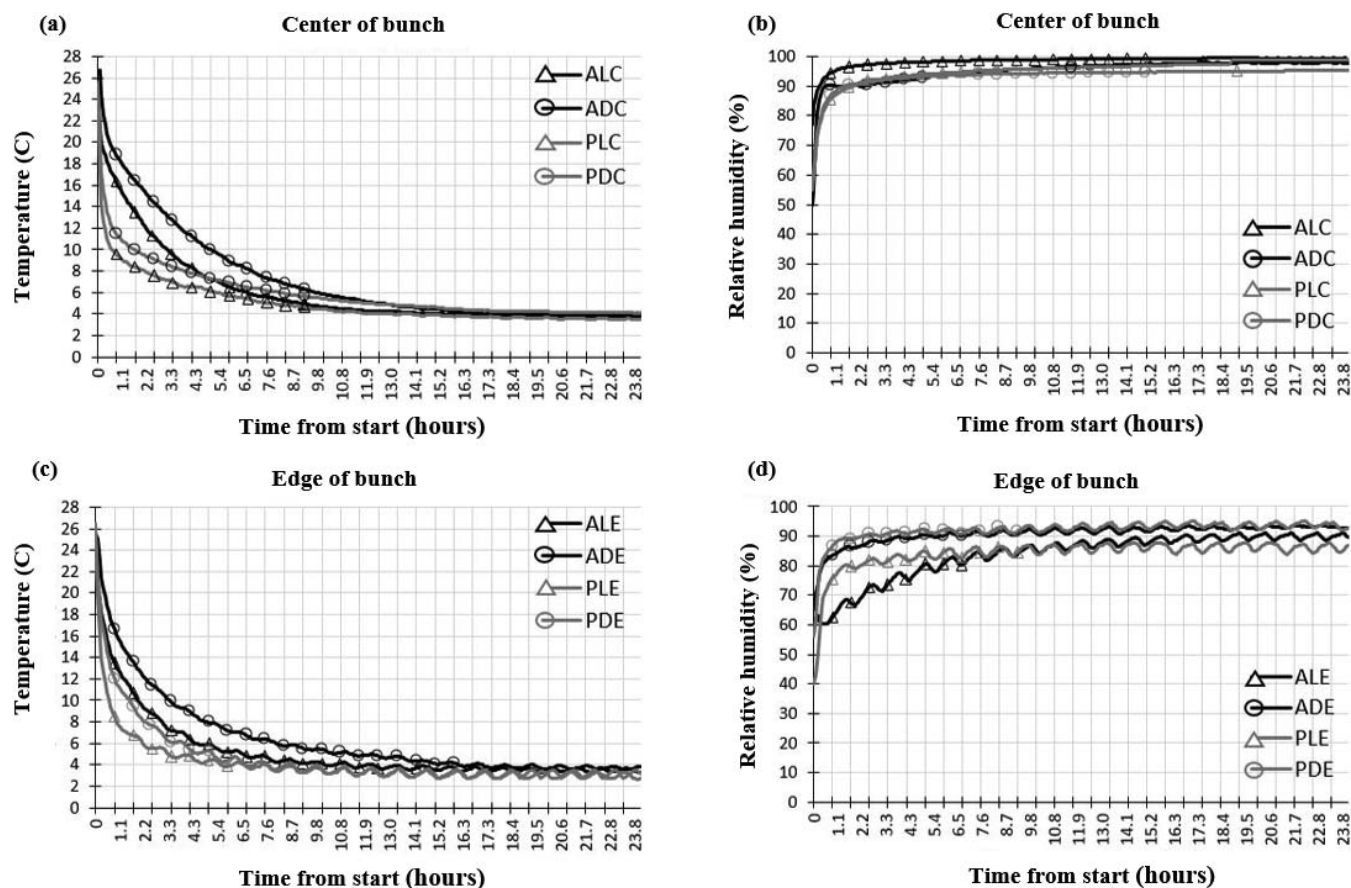 (a)
Center of bunch
Temperature (C)
28
26
24
22
20
18
16
14
12
10
8
6
4
2
0
ALC
ADC
PLC
PDC
0 1.1 2.2 3.3 4.3 5.4 6.5 7.6 8.7 9.8 10.8 11.9 13.0 14.1 15.2 16.3 17.3 18.4 19.5 20.6 21.7 22.8 23.8
Time from start (hours)
(b)
Center of bunch
Relative humidity (%)
100
90
80
70
60
50
40
30
20
10
0
ALC
ADC
PLC
PDC
0 1.1 2.2 3.3 4.3 5.4 6.5 7.6 8.7 9.8 10.8 11.9 13.0 14.1 15.2 16.3 17.3 18.4 19.5 20.6 21.7 22.8 23.8
Time from start (hours)
(c)
Edge of bunch
Temperature (C)
28
26
24
22
20
18
16
14
12
10
8
6
4
2
0
ALE
ADE
PLE
PDE
0 1.1 2.2 3.3 4.3 5.4 6.5 7.6 8.7 9.8 10.8 11.9 13.0 14.1 15.2 16.3 17.3 18.4 19.5 20.6 21.7 22.8 23.8
Time from start (hours)
(d)
Edge of bunch
Relative humidity (%)
100
90
80
70
60
50
40
30
20
10
0
ALE
ADE
PLE
PDE
0 1.1 2.2 3.3 4.3 5.4 6.5 7.6 8.7 9.8 10.8 11.9 13.0 14.1 15.2 16.3 17.3 18.4 19.5 20.6 21.7 22.8 23.8
Time from start (hours)